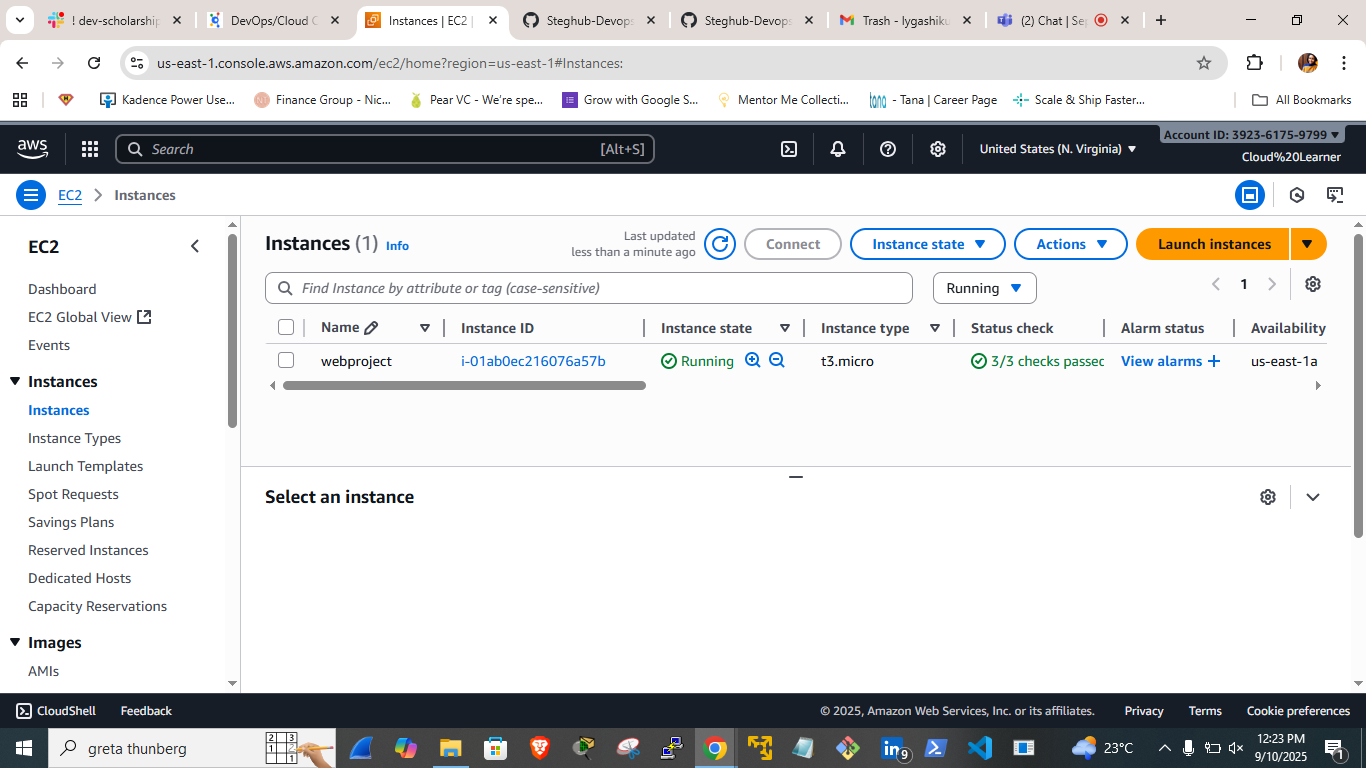 ! dev-scholarship
DevOps/Cloud C
Instances | EC2 |
Steghub-Devops
Steghub-Devops
Trash - lygashiku
(2) Chat | Se
us-east-1.console.aws.amazon.com/ec2/home?region=us-east-1#Instances:
Kadence Power Use...
Finance Group - Nic...
Pear VC - We're spe...
Grow with Google S...
Mentor Me Collecti...
tana
- Tana | Career Page
Scale & Ship Faster...
All Bookmarks
aws
Search
[Alt+S]
United States (N. Virginia)
Account ID: 3923-6175-9799
Cloud%20Learner
EC2
Instances
EC2
Dashboard
EC2 Global View
Events
Instances
Instances
Instance Types
Launch Templates
Spot Requests
Savings Plans
Reserved Instances
Dedicated Hosts
Capacity Reservations
Images
AMIs
Instances (1) Info
Last updated
less than a minute ago
Connect
Instance state
Actions
Launch instances
Find Instance by attribute or tag (case-sensitive)
Running
1
Name Instance ID Instance state Instance type Status check Alarm status Availability
webproject i-01ab0ec216076a57b Running t3.micro 3/3 checks passed View alarms + us-east-1a
Select an instance
CloudShell
Feedback
© 2025, Amazon Web Services, Inc. or its affiliates.
Privacy
Terms
Cookie preferences
greta thunberg
9
23°C
12:23 PM
9/10/2025
1